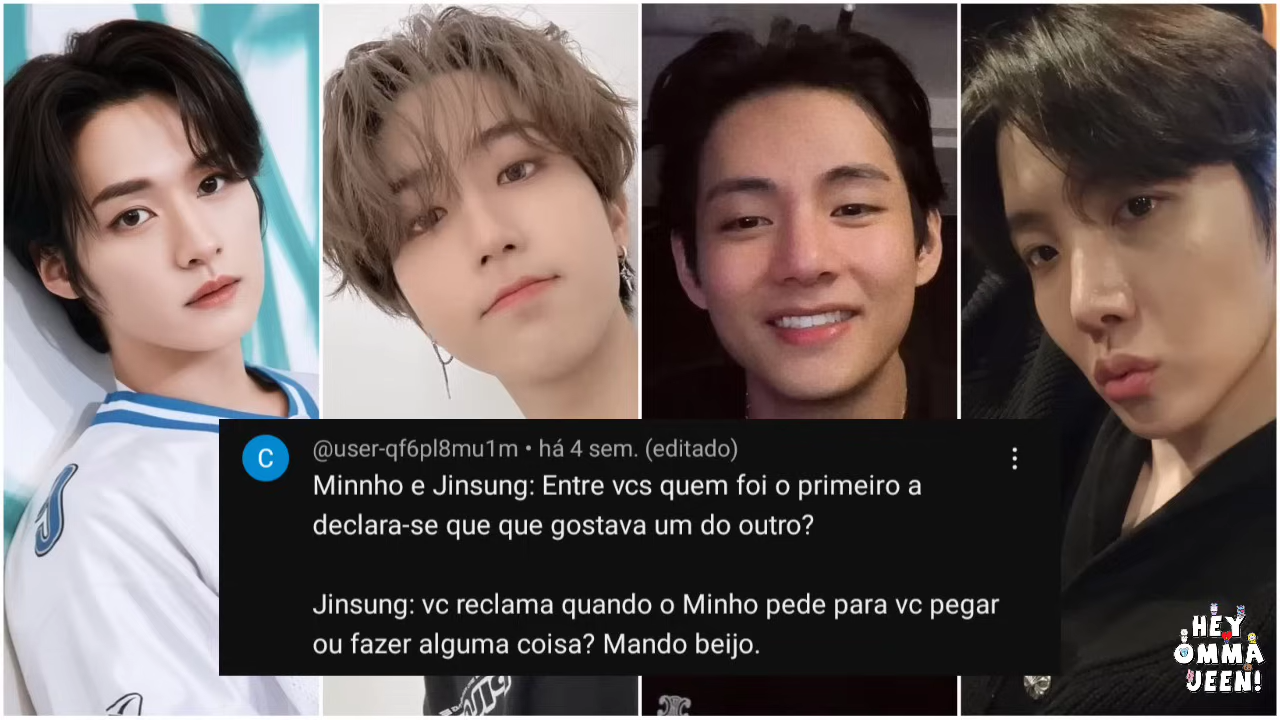 C
@user-qf6pl8mu1m • há 4 sem. (editado)
Minnho e Jinsung: Entre vcs quem foi o primeiro a
declara-se que que gostava um do outro?
Jinsung: vc reclama quando o Minho pede para vc pegar
ou fazer alguma coisa? Mando beijo.
J
HEY
OMMA
JEEN!